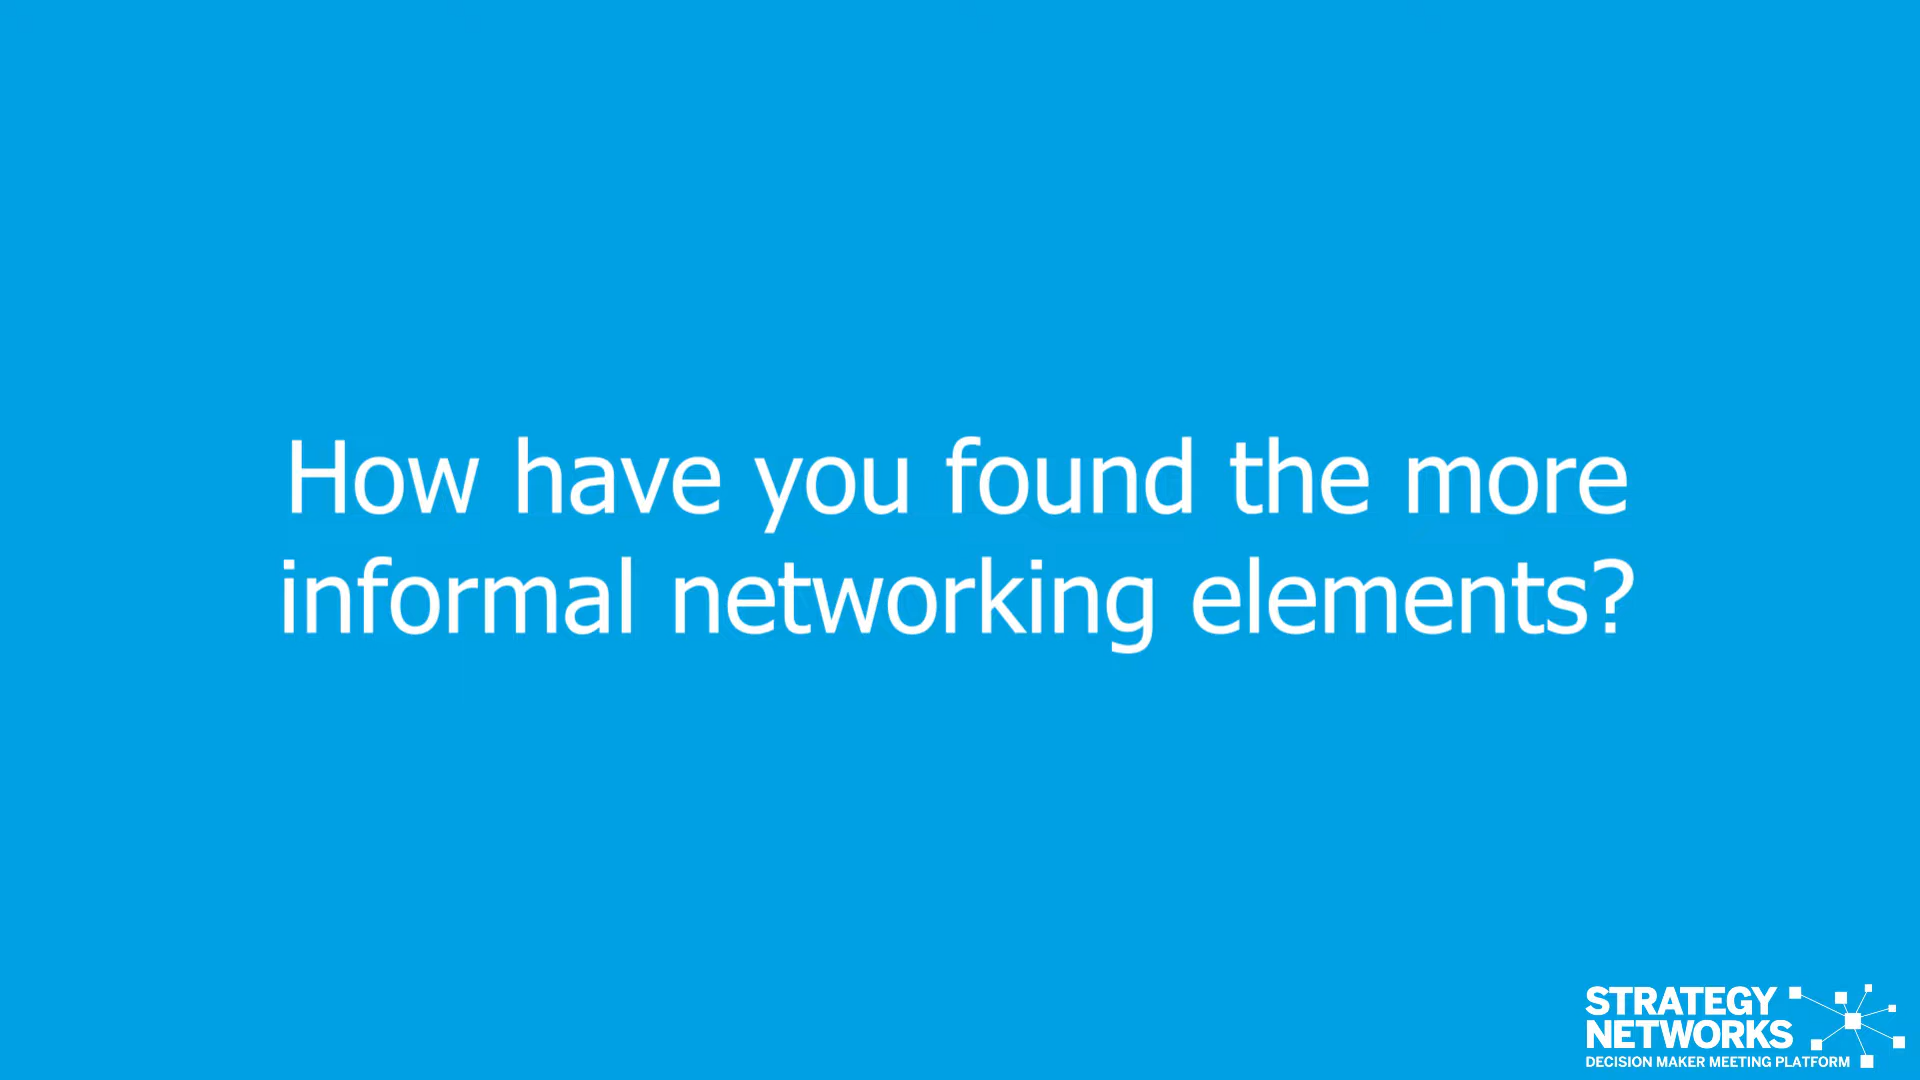 How have you found the more
informal networking elements?
STRATEGY
NETWORKS
DECISION MAKER MEETING PLATFORM